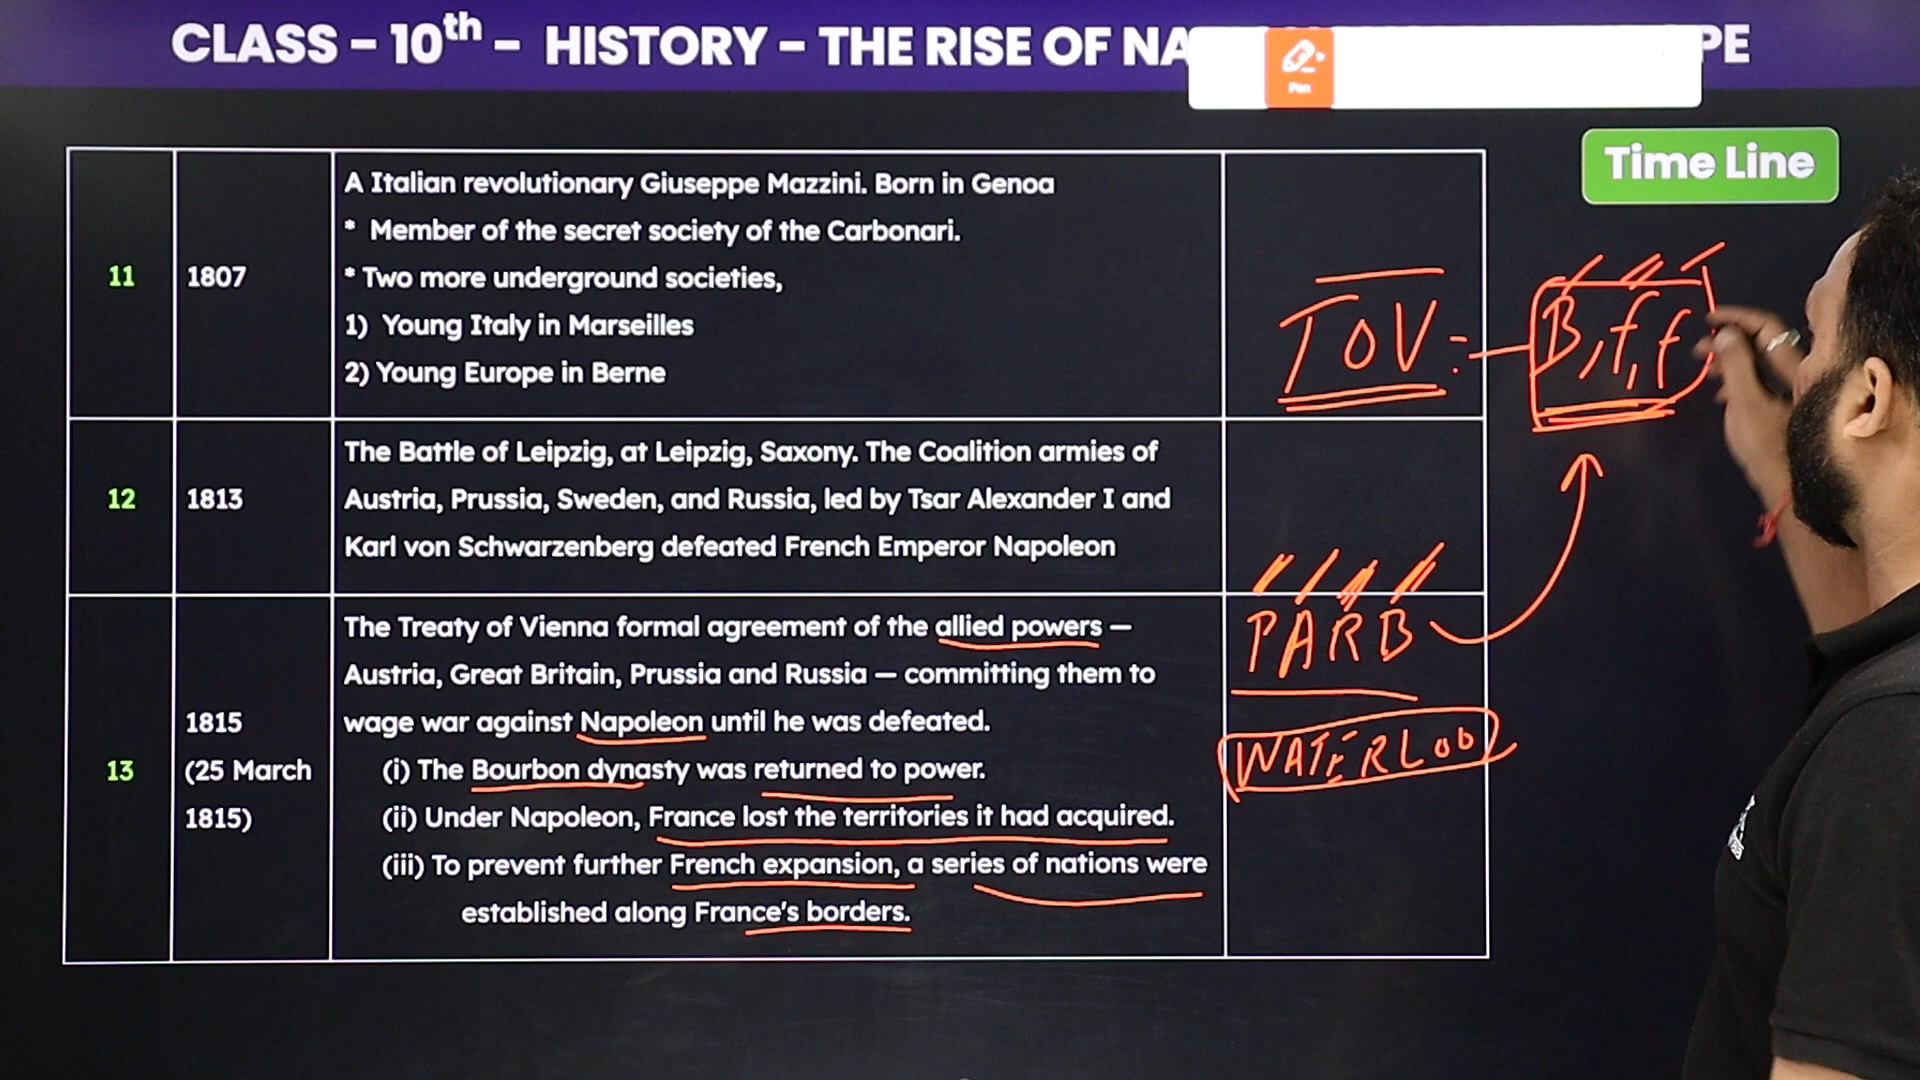 CLASS – 10th – HISTORY – THE RISE OF NA
PE
Pen
Time Line
11
1807
A Italian revolutionary Giuseppe Mazzini. Born in Genoa
* Member of the secret society of the Carbonari.
* Two more underground societies,
1) Young Italy in Marseilles
2) Young Europe in Berne
TOV :- B, f, f
12
1813
The Battle of Leipzig, at Leipzig, Saxony. The Coalition armies of
Austria, Prussia, Sweden, and Russia, led by Tsar Alexander I and
Karl von Schwarzenberg defeated French Emperor Napoleon
13
1815
(25 March
1815)
The Treaty of Vienna formal agreement of the allied powers —
Austria, Great Britain, Prussia and Russia — committing them to
wage war against Napoleon until he was defeated.
(i) The Bourbon dynasty was returned to power.
(ii) Under Napoleon, France lost the territories it had acquired.
(iii) To prevent further French expansion, a series of nations were
established along France's borders.
PARB
WATERLOO